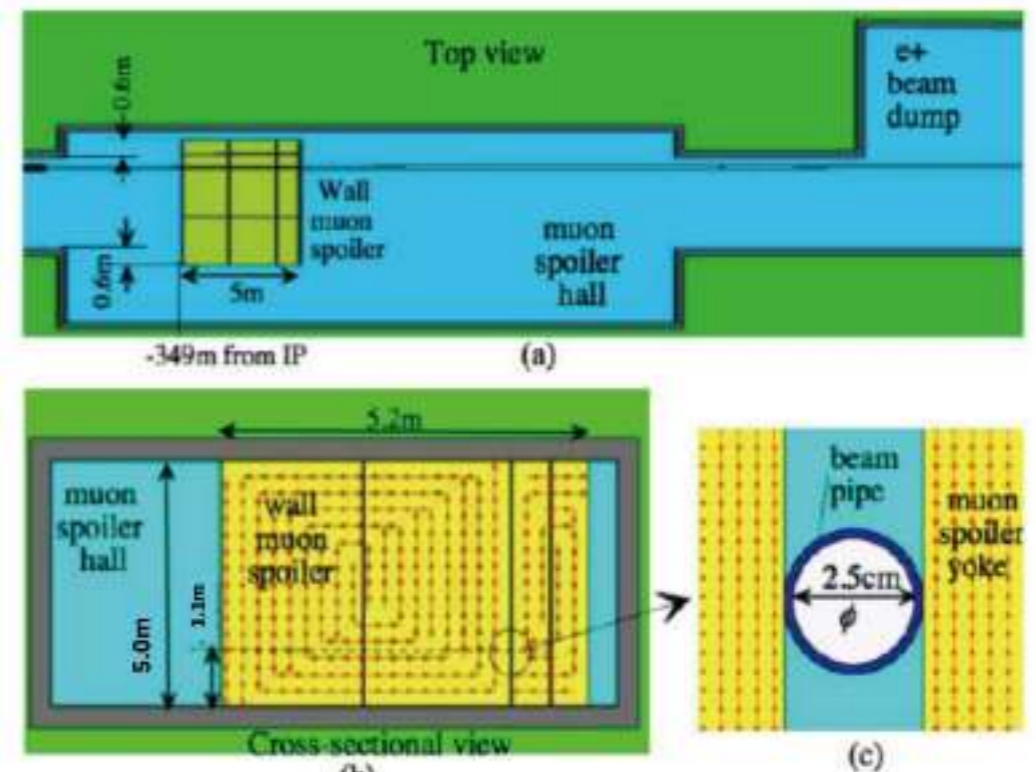 Top view
e+
beam
dump
0.6m
Wall
muon
spoiler
muon
spoiler
hall
0.6m
5m
-349m from IP
(a)
5.2m
muon
spoiler
hall
wall
muon
spoiler
1.1m
5.0m
Cross-sectional view
(b)
beam
pipe
muon
spoiler
yoke
2.5cm
ϕ
(c)